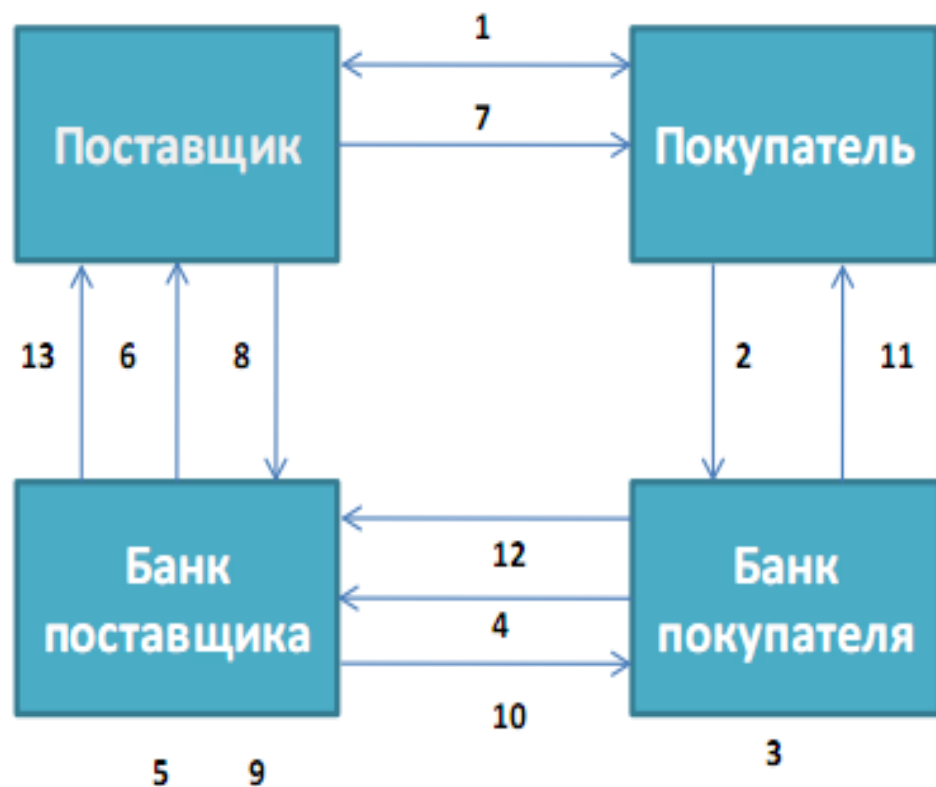 1
7
Поставщик
Покупатель
13
6
8
2
11
Банк
поставщика
12
4
10
Банк
покупателя
5
9
3